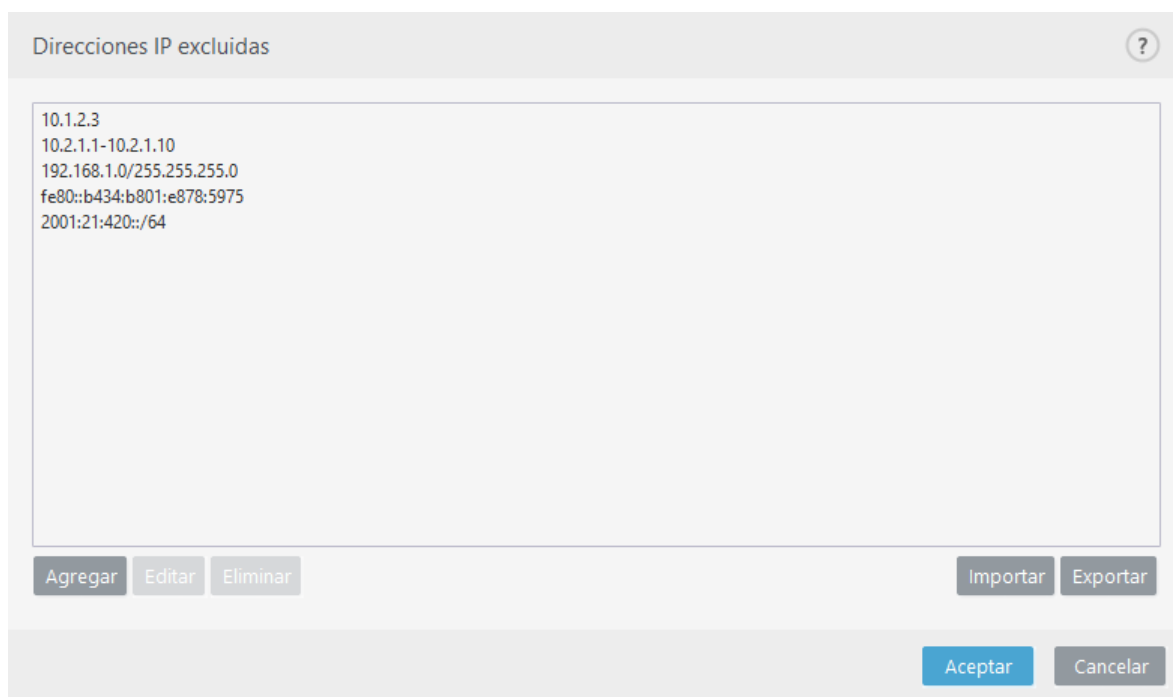 Direcciones IP excluidas
?
10.1.2.3
10.2.1.1-10.2.1.10
192.168.1.0/255.255.255.0
fe80::b434:b801:e878:5975
2001:21:420::/64
Agregar Editar Eliminar Importar Exportar
Aceptar Cancelar